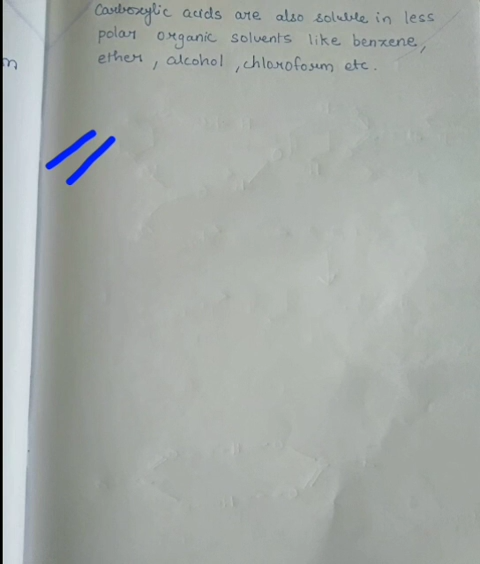 Carboxylic acids are also soluble in less
polar organic solvents like benzene,
ether, alcohol, chloroform etc.
n